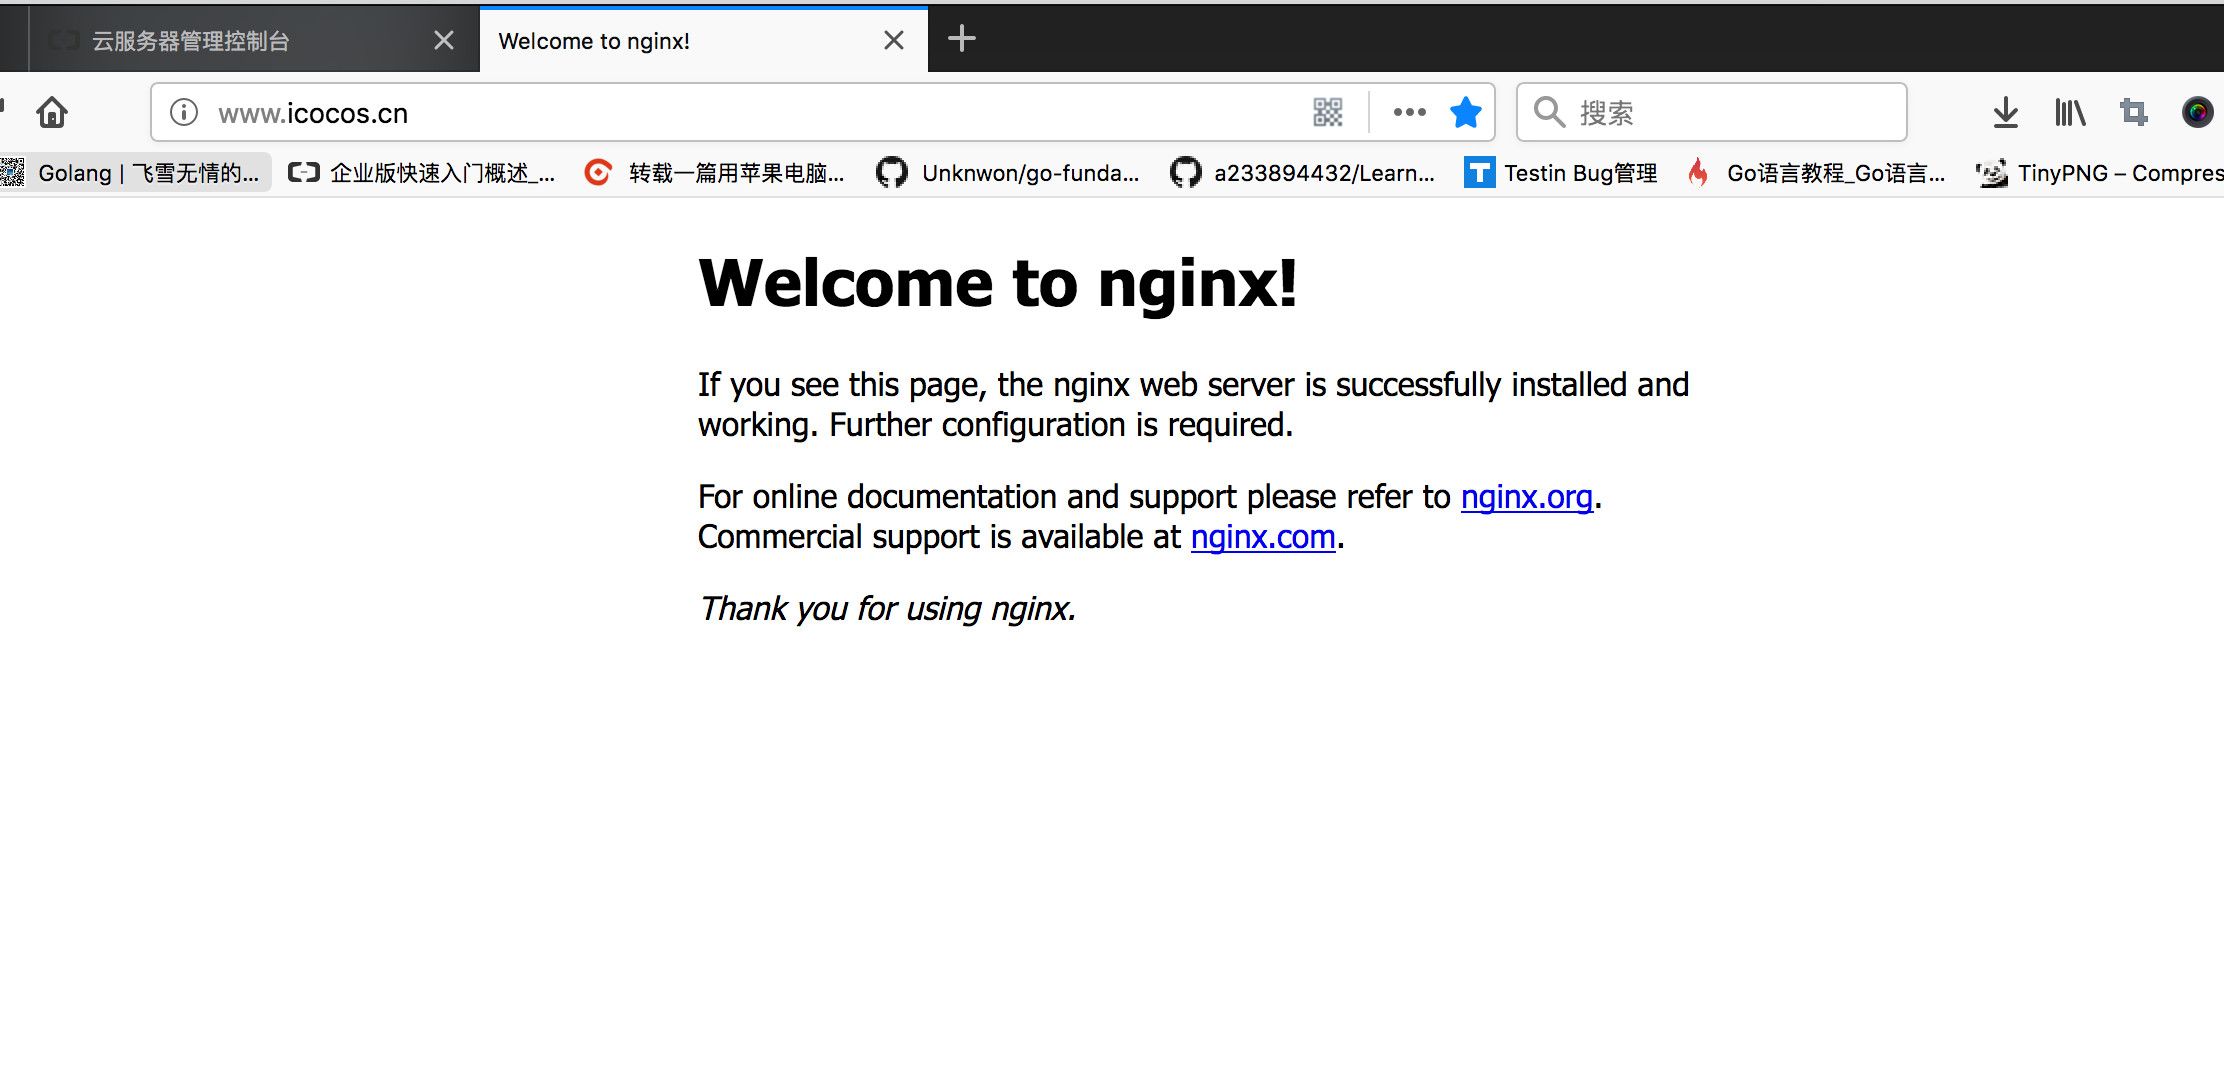 云服务器管理控制台
Welcome to nginx!
www.icocos.cn
搜索
Golang | 飞雪无情的...
企业版快速入门概述_...
转载一篇用苹果电脑...
Unknwon/go-funda...
a233894432/Learn...
Testin Bug管理
Go语言教程_Go语言...
TinyPNG – Compres
Welcome to nginx!
If you see this page, the nginx web server is successfully installed and
working. Further configuration is required.
For online documentation and support please refer to nginx.org.
Commercial support is available at nginx.com.
Thank you for using nginx.